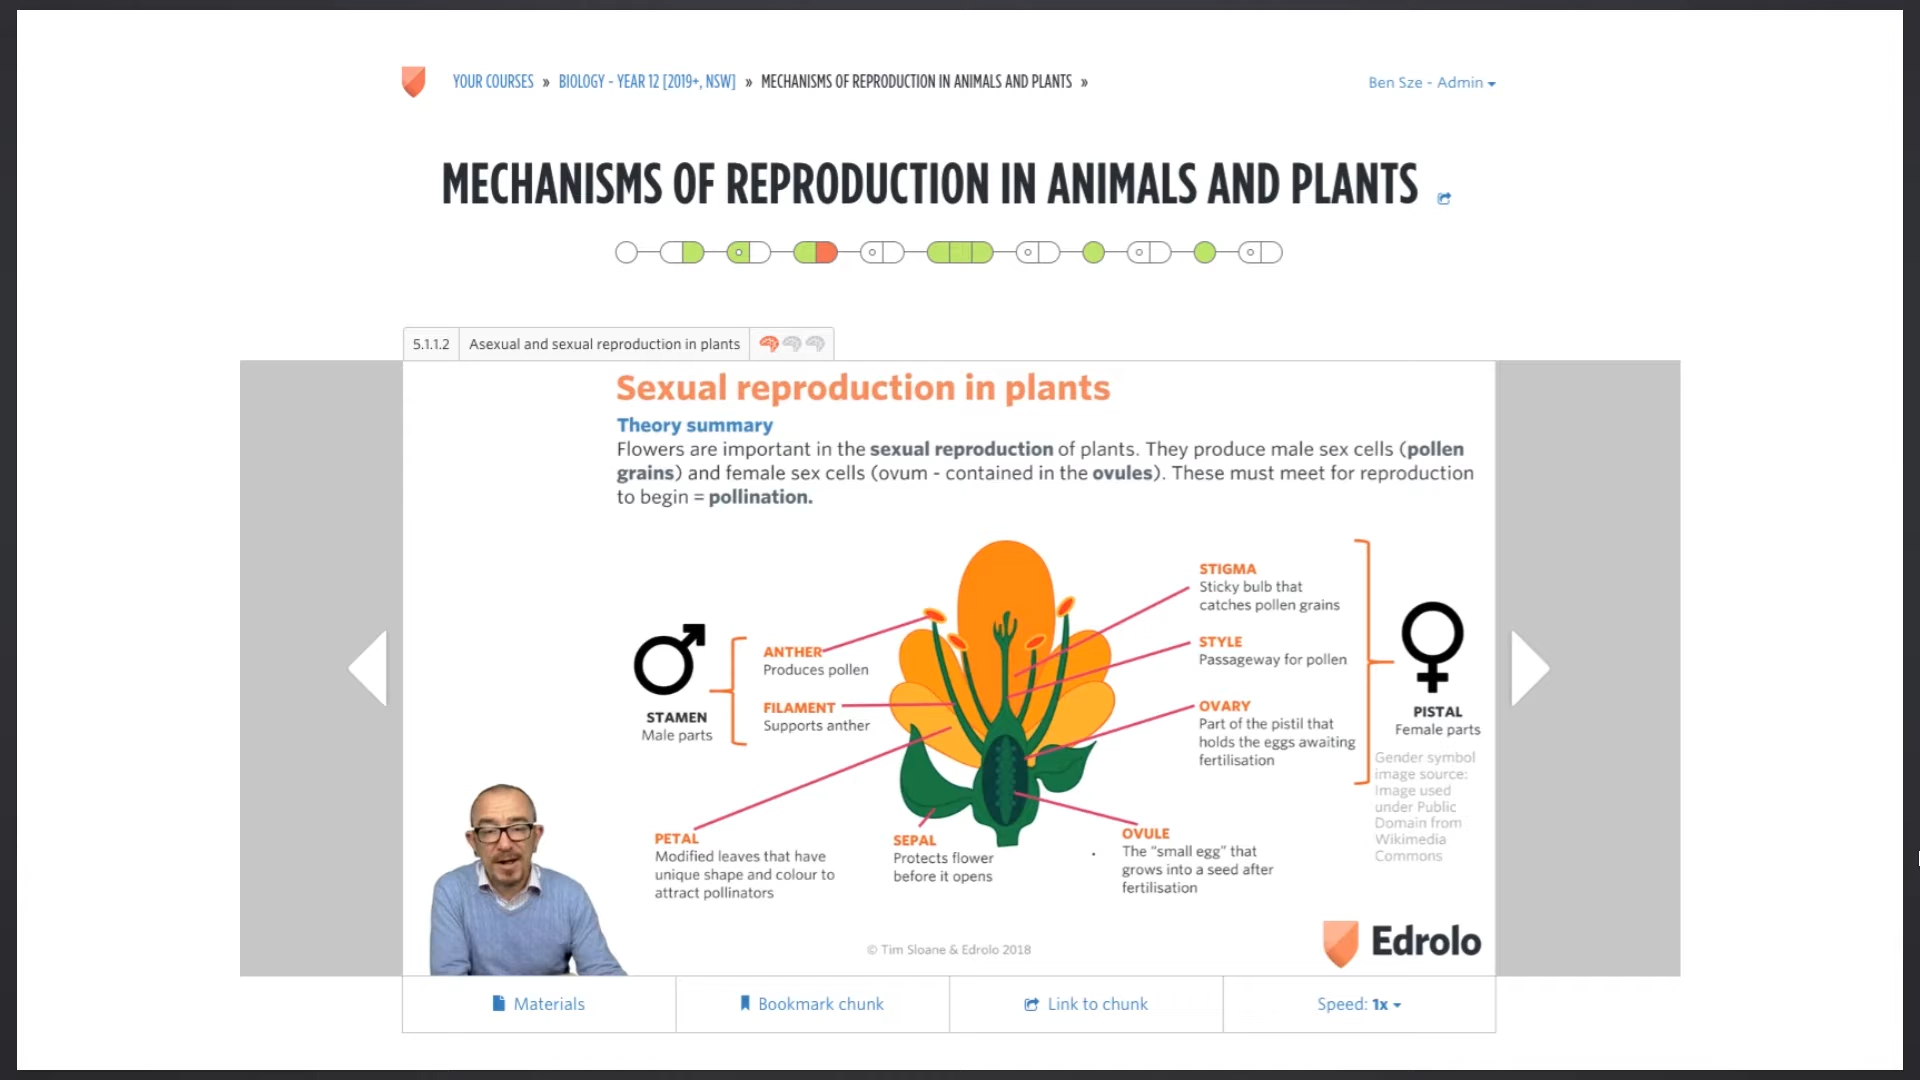 YOUR COURSES » BIOLOGY - YEAR 12 [2019+, NSW] » MECHANISMS OF REPRODUCTION IN ANIMALS AND PLANTS »
Ben Sze - Admin
MECHANISMS OF REPRODUCTION IN ANIMALS AND PLANTS
5.1.1.2
Asexual and sexual reproduction in plants
Sexual reproduction in plants
Theory summary
Flowers are important in the sexual reproduction of plants. They produce male sex cells (pollen
grains) and female sex cells (ovum - contained in the ovules). These must meet for reproduction
to begin = pollination.
STAMEN
Male parts
ANTHER
Produces pollen
FILAMENT
Supports anther
STIGMA
Sticky bulb that
catches pollen grains
STYLE
Passageway for pollen
OVARY
Part of the pistil that
holds the eggs awaiting
fertilisation
PISTAL
Female parts
Gender symbol
image source:
Image used
under Public
Domain from
Wikimedia
Commons
PETAL
Modified leaves that have
unique shape and colour to
attract pollinators
SEPAL
Protects flower
before it opens
OVULE
The "small egg" that
grows into a seed after
fertilisation
© Tim Sloane & Edrolo 2018
Edrolo
Materials
Bookmark chunk
Link to chunk
Speed: 1x